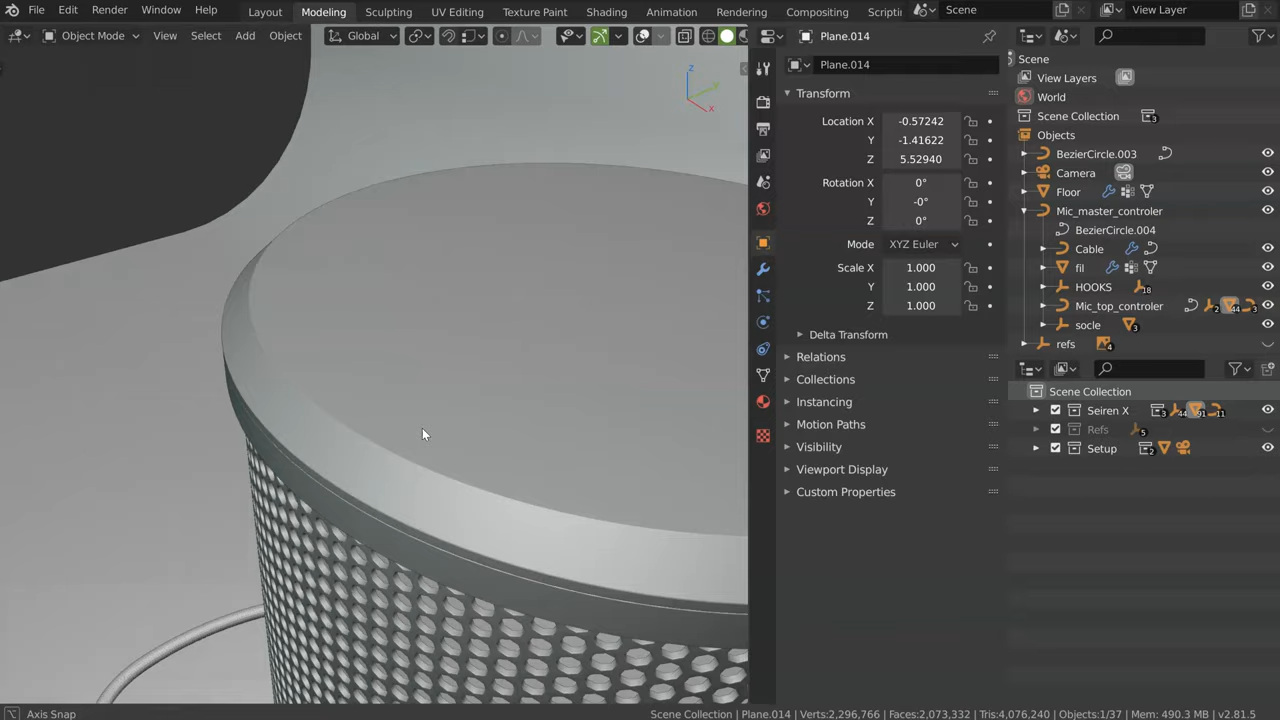 File Edit Render Window Help Layout Modeling Sculpting UV Editing Texture Paint Shading Animation Rendering Compositing Scripti Scene View Layer
Object Mode View Select Add Object Global Plane.014
Plane.014
Transform
Location X -0.57242
Y -1.41622
Z 5.52940
Rotation X 0°
Y -0°
Z 0°
Mode XYZ Euler
Scale X 1.000
Y 1.000
Z 1.000
Delta Transform
Relations
Collections
Instancing
Motion Paths
Visibility
Viewport Display
Custom Properties
Z
Y
X
Scene
View Layers
World
Scene Collection 3
Objects
BezierCircle.003
Camera
Floor
Mic_master_controler
BezierCircle.004
Cable
fil
HOOKS 18
Mic_top_controler 2 44 3
socle 3
refs 4
Scene Collection
Seiren X 3 44 91 11
Refs 5
Setup 2
Axis Snap
Scene Collection | Plane.014 | Verts:2,296,766 | Faces:2,073,332 | Tris:4,076,240 | Objects:1/37 | Mem: 490.3 MB | v2.81.5